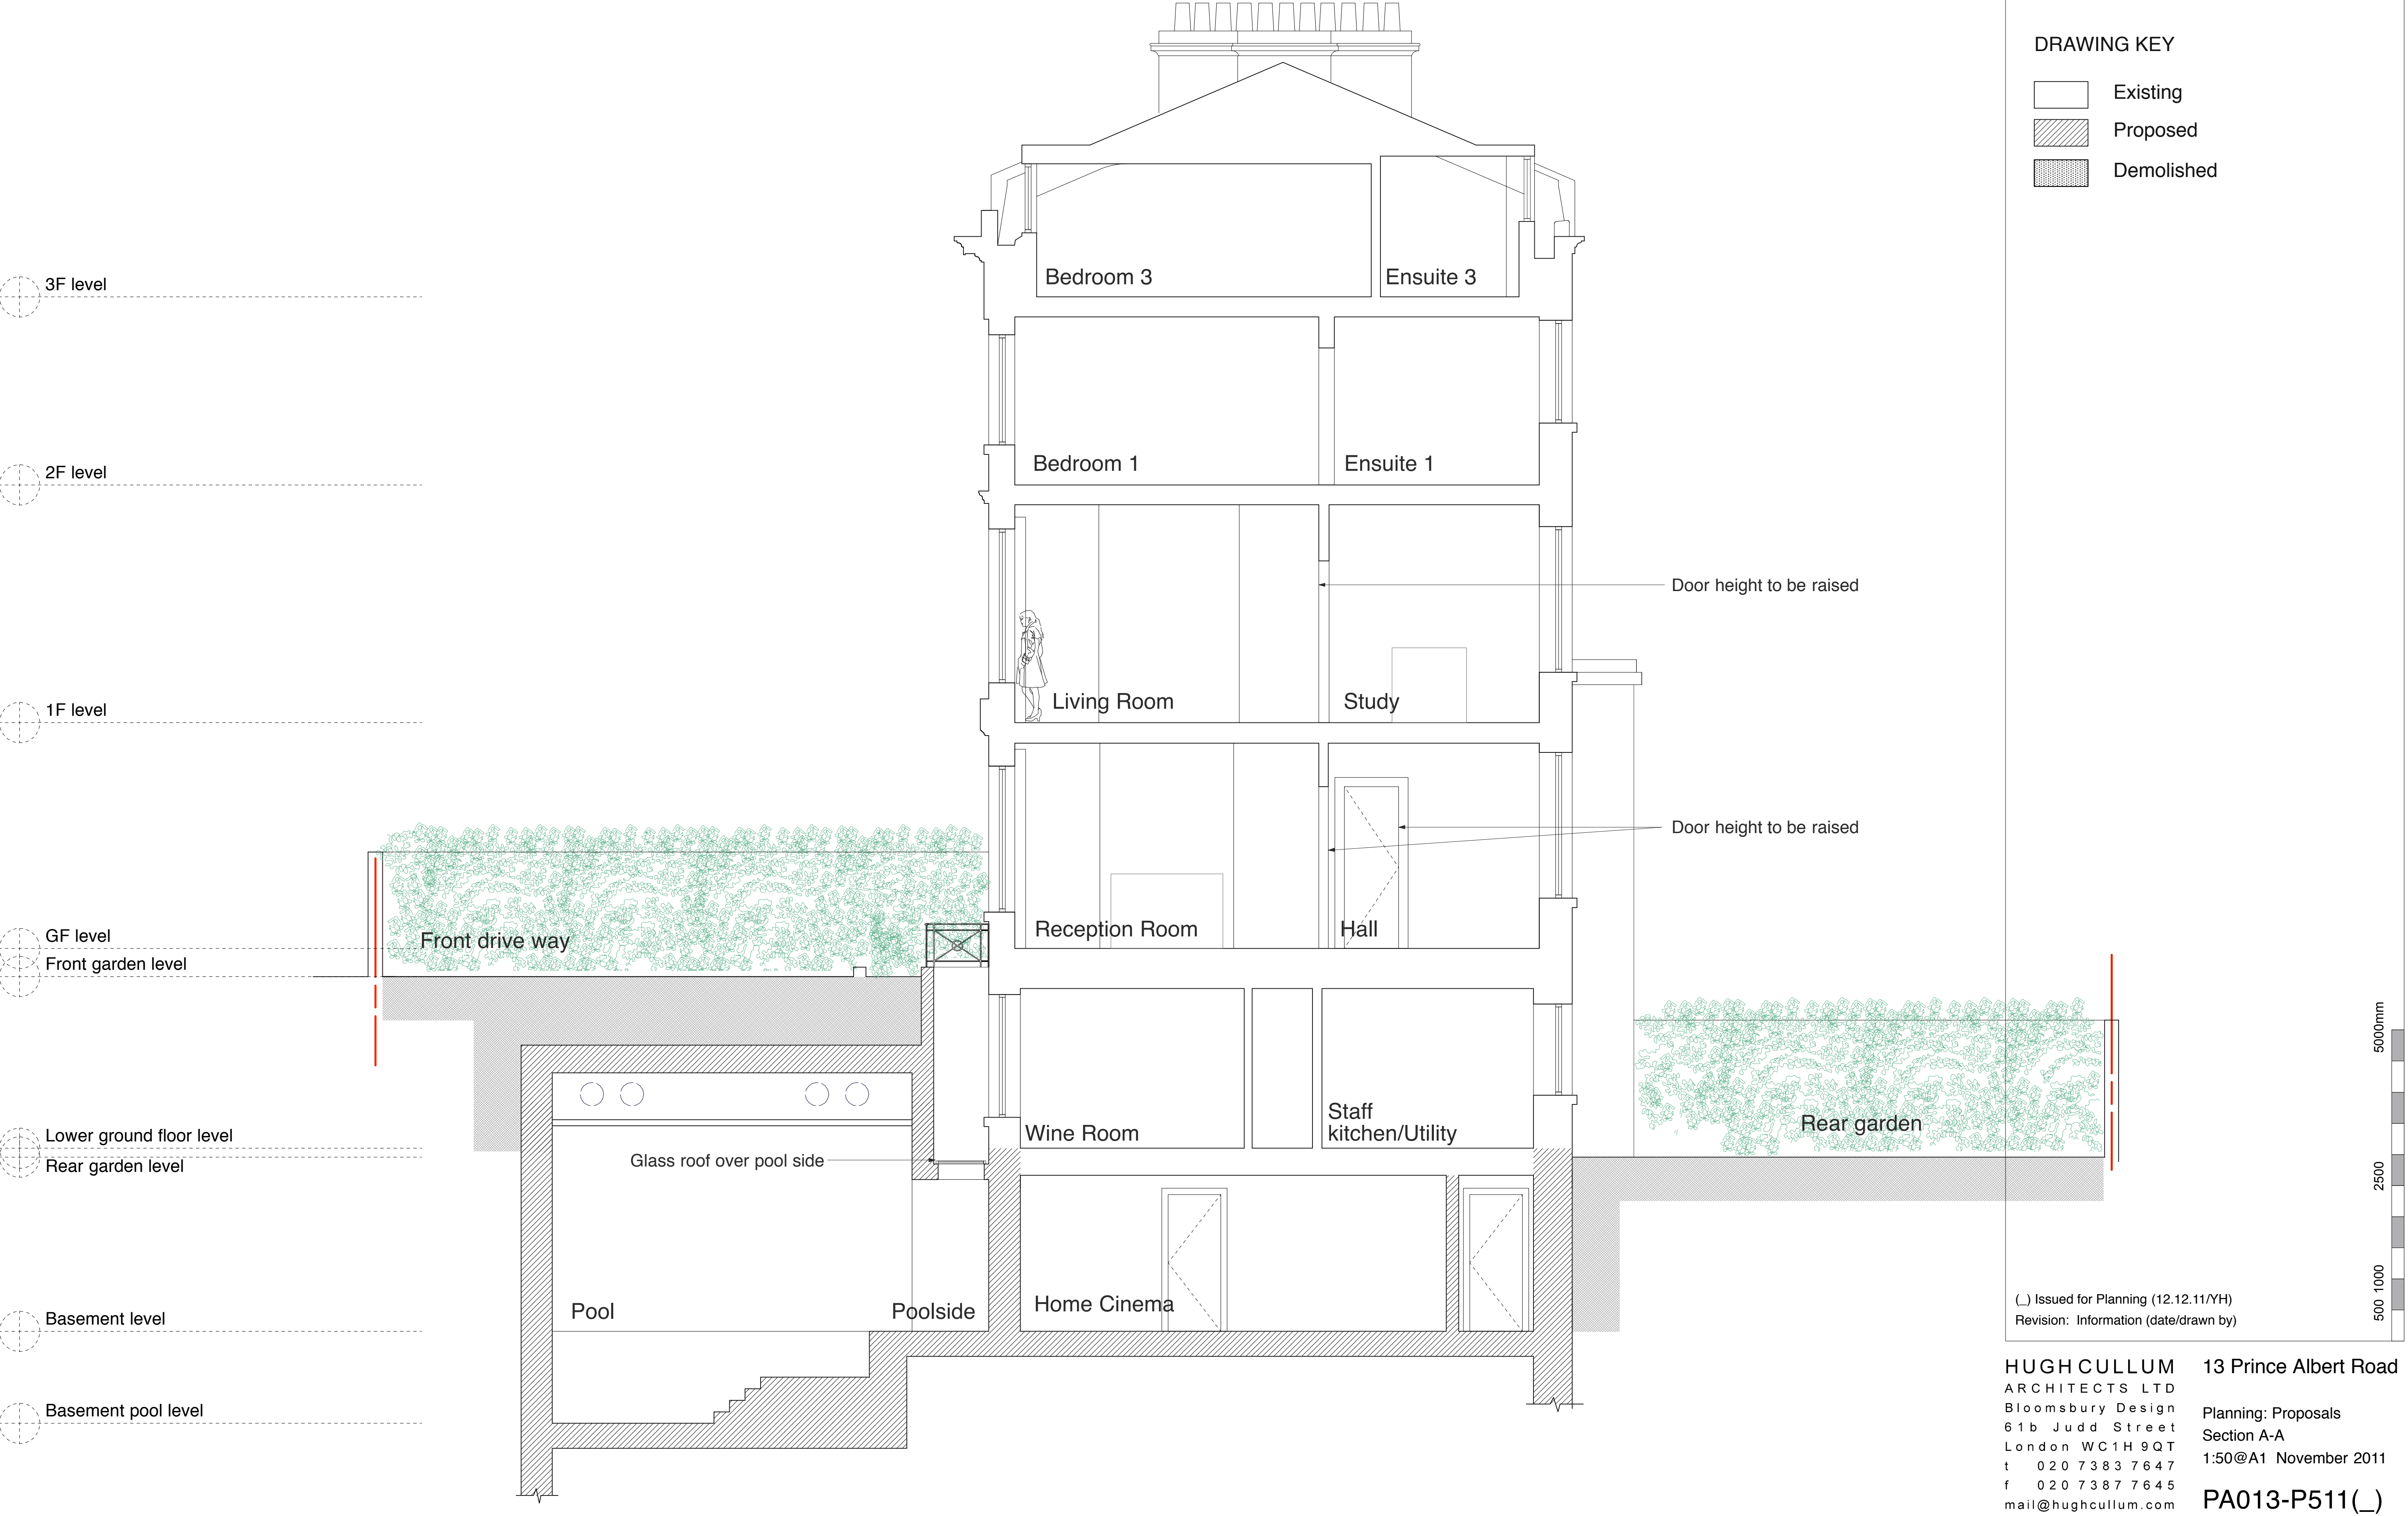 DRAWING KEY
Existing
Proposed
Demolished
3F level
2F level
1F level
GF level
Front garden level
Lower ground floor level
Rear garden level
Basement level
Basement pool level
Bedroom 3
Ensuite 3
Bedroom 1
Ensuite 1
Living Room
Study
Door height to be raised
Reception Room
Hall
Door height to be raised
Front drive way
Wine Room
Staff
kitchen/Utility
Rear garden
Glass roof over pool side
Pool
Poolside
Home Cinema
5000mm
2500
1000
500
(_) Issued for Planning (12.12.11/YH)
Revision: Information (date/drawn by)
HUGH CULLUM
ARCHITECTS LTD
Bloomsbury Design
61b Judd Street
London WC1H 9QT
t 020 7383 7647
f 020 7387 7645
mail@hughcullum.com
13 Prince Albert Road
Planning: Proposals
Section A-A
1:50@A1 November 2011
PA013-P511(_)